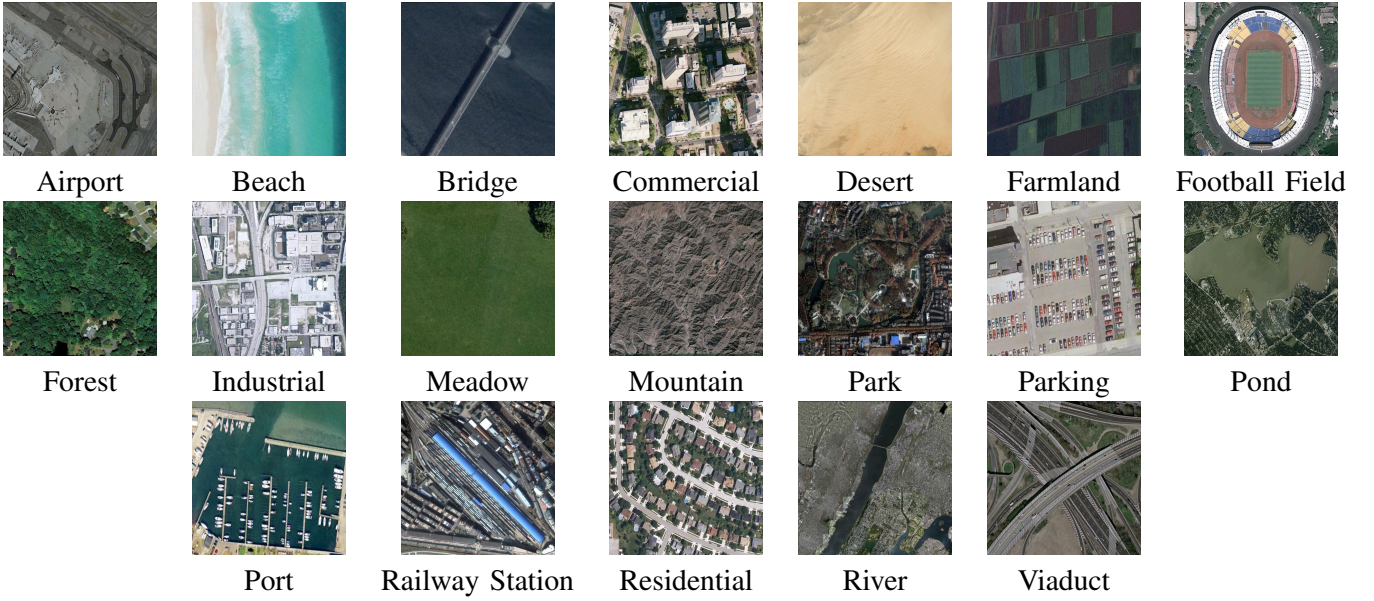 Airport Beach Bridge Commercial Desert Farmland Football Field
Forest Industrial Meadow Mountain Park Parking Pond
Port Railway Station Residential River Viaduct